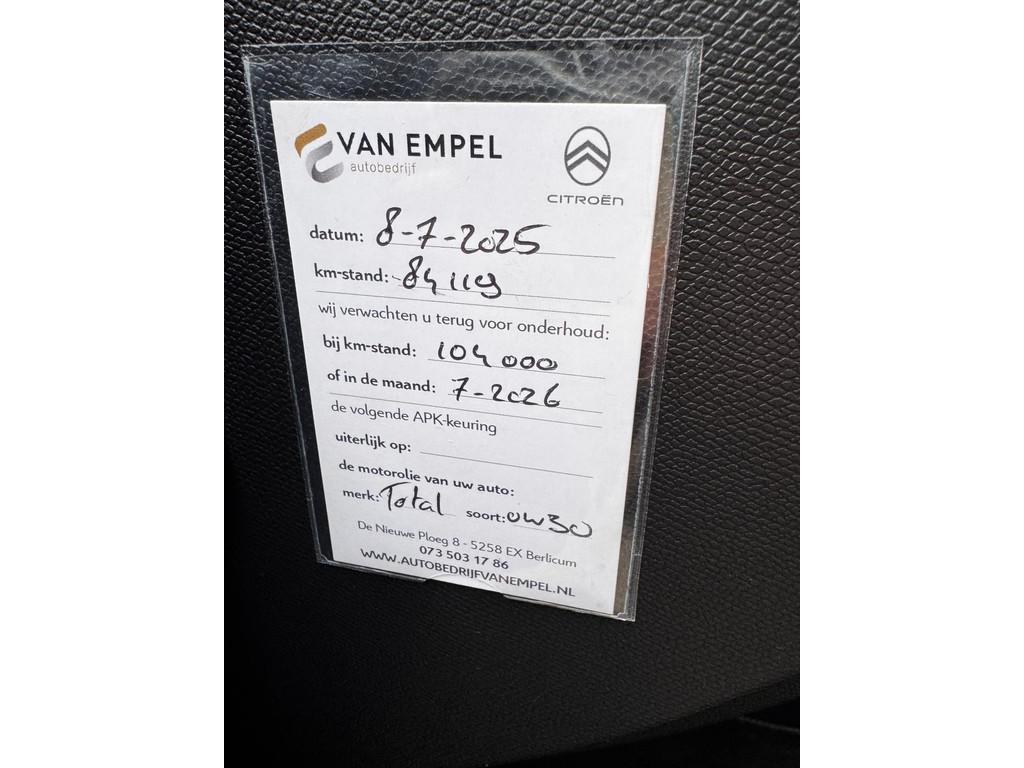 VAN EMPEL
autobedrijf
CITROËN
datum: 8-7-2025
km-stand: 84119
wij verwachten u terug voor onderhoud:
bij km-stand: 104 000
of in de maand: 7-2026
de volgende APK-keuring
uiterlijk op:
de motorolie van uw auto:
merk: Total soort: 0W30
De Nieuwe Ploeg 8 - 5258 EX Berlicum
073 503 17 86
WWW.AUTOBEDRIJFVANEMPEL.NL